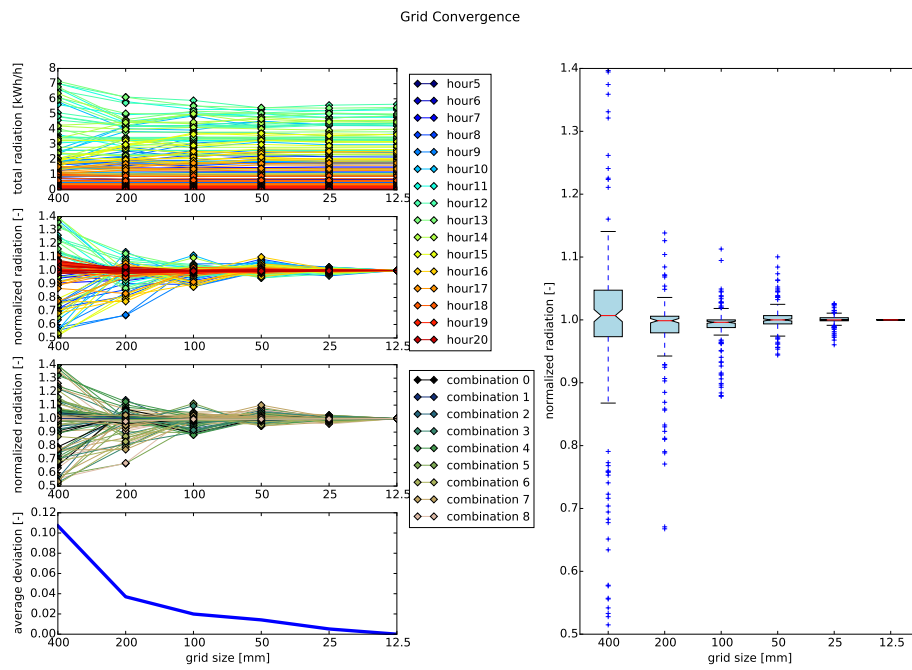 Grid Convergence
total radiation [kWh/h]
8
7
6
5
4
3
2
1
0
400 200 100 50 25 12.5
hour5
hour6
hour7
hour8
hour9
hour10
hour11
hour12
hour13
hour14
hour15
hour16
hour17
hour18
hour19
hour20
normalized radiation [-]
1.4
1.3
1.2
1.1
1.0
0.9
0.8
0.7
0.6
0.5
400 200 100 50 25 12.5
normalized radiation [-]
1.4
1.3
1.2
1.1
1.0
0.9
0.8
0.7
0.6
0.5
400 200 100 50 25 12.5
combination 0
combination 1
combination 2
combination 3
combination 4
combination 5
combination 6
combination 7
combination 8
average deviation [-]
0.12
0.10
0.08
0.06
0.04
0.02
0.00
400 200 100 50 25 12.5
grid size [mm]
normalized radiation [-]
1.4
1.3
1.2
1.1
1.0
0.9
0.8
0.7
0.6
0.5
400 200 100 50 25 12.5
grid size [mm]